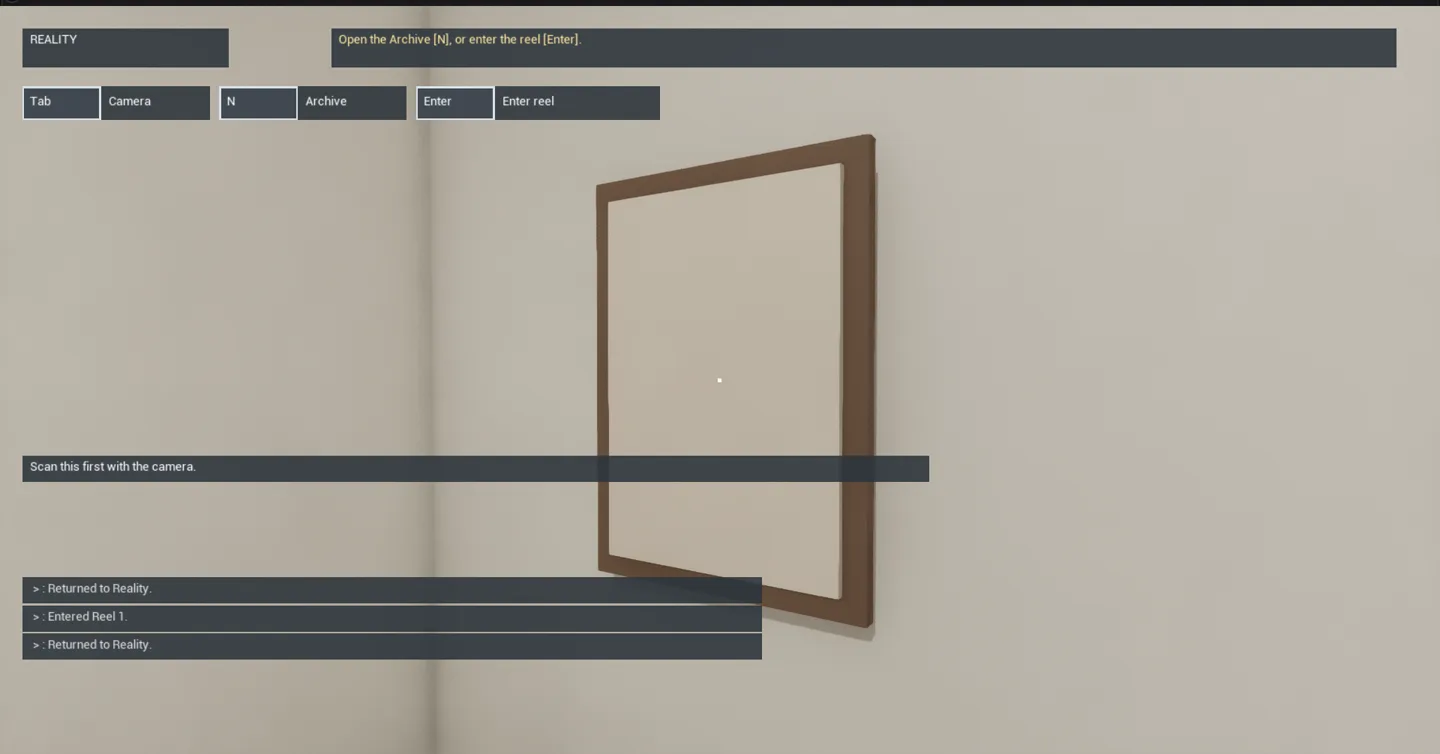 REALITY
Open the Archive [N], or enter the reel [Enter].
Tab Camera N Archive Enter Enter reel
Scan this first with the camera.
> : Returned to Reality.
> : Entered Reel 1.
> : Returned to Reality.